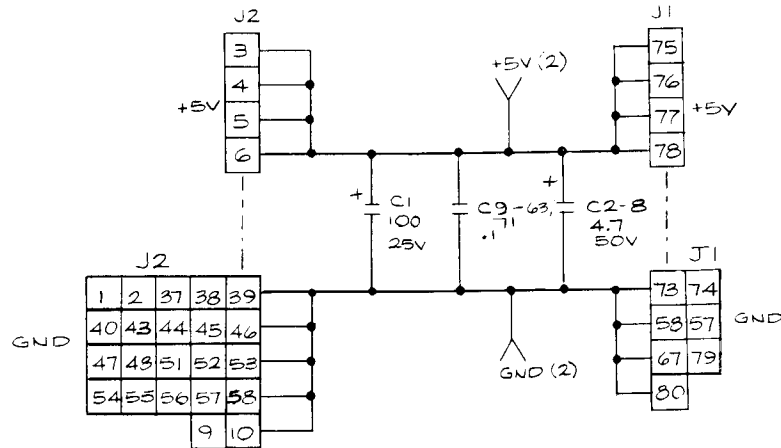 J2
J1
3
4
5
6
+5V
+5V (2)
75
76
77
78
+5V
+
C1
100
25V
C9-63,
71
.1
+
C2-8
4.7
50V
J2
1 2 37 38 39
40 43 44 45 46
47 48 51 52 53
54 55 56 57 58
9 10
GND
GND (2)
J1
73 74
58 57
67 79
80
GND